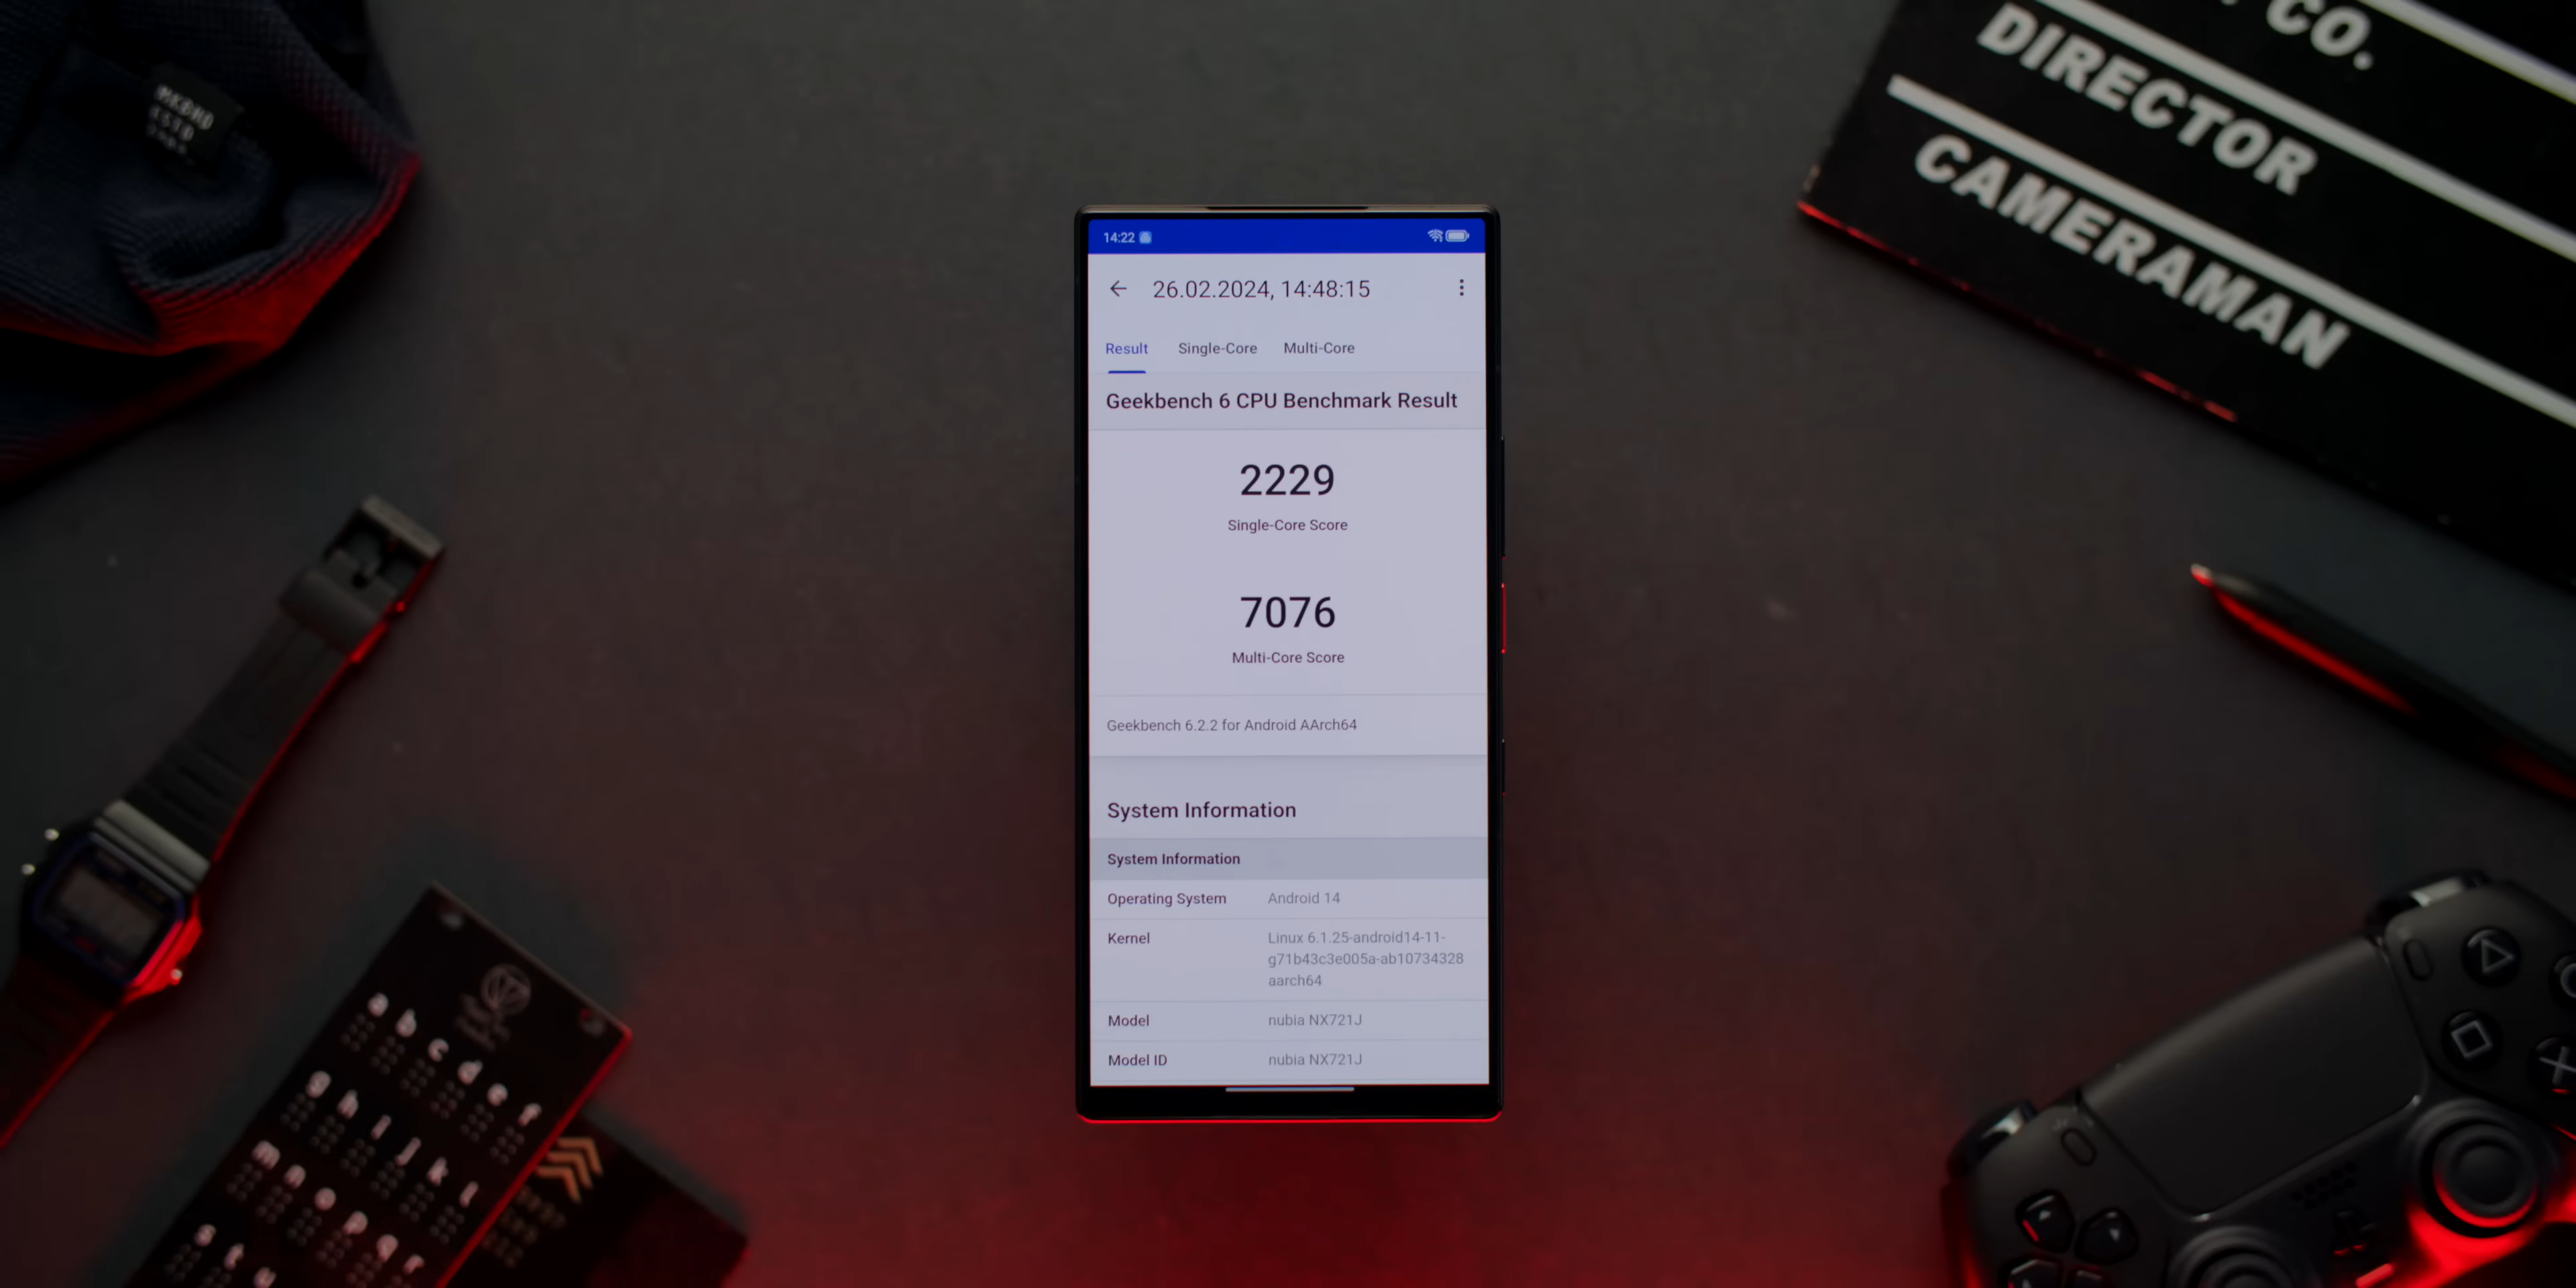 MKBHD
CO.
DIRECTOR
CAMERAMAN
14:22
26.02.2024, 14:48:15
Result Single-Core Multi-Core
Geekbench 6 CPU Benchmark Result
2229
Single-Core Score
7076
Multi-Core Score
Geekbench 6.2.2 for Android AArch64
System Information
System Information
Operating System Android 14
Kernel Linux 6.1.25-android14-11-
g71b43c3e005a-ab10734328
aarch64
Model nubia NX721J
Model ID nubia NX721J
a b c d e f
g h i j k l
m n o p q r
s t u